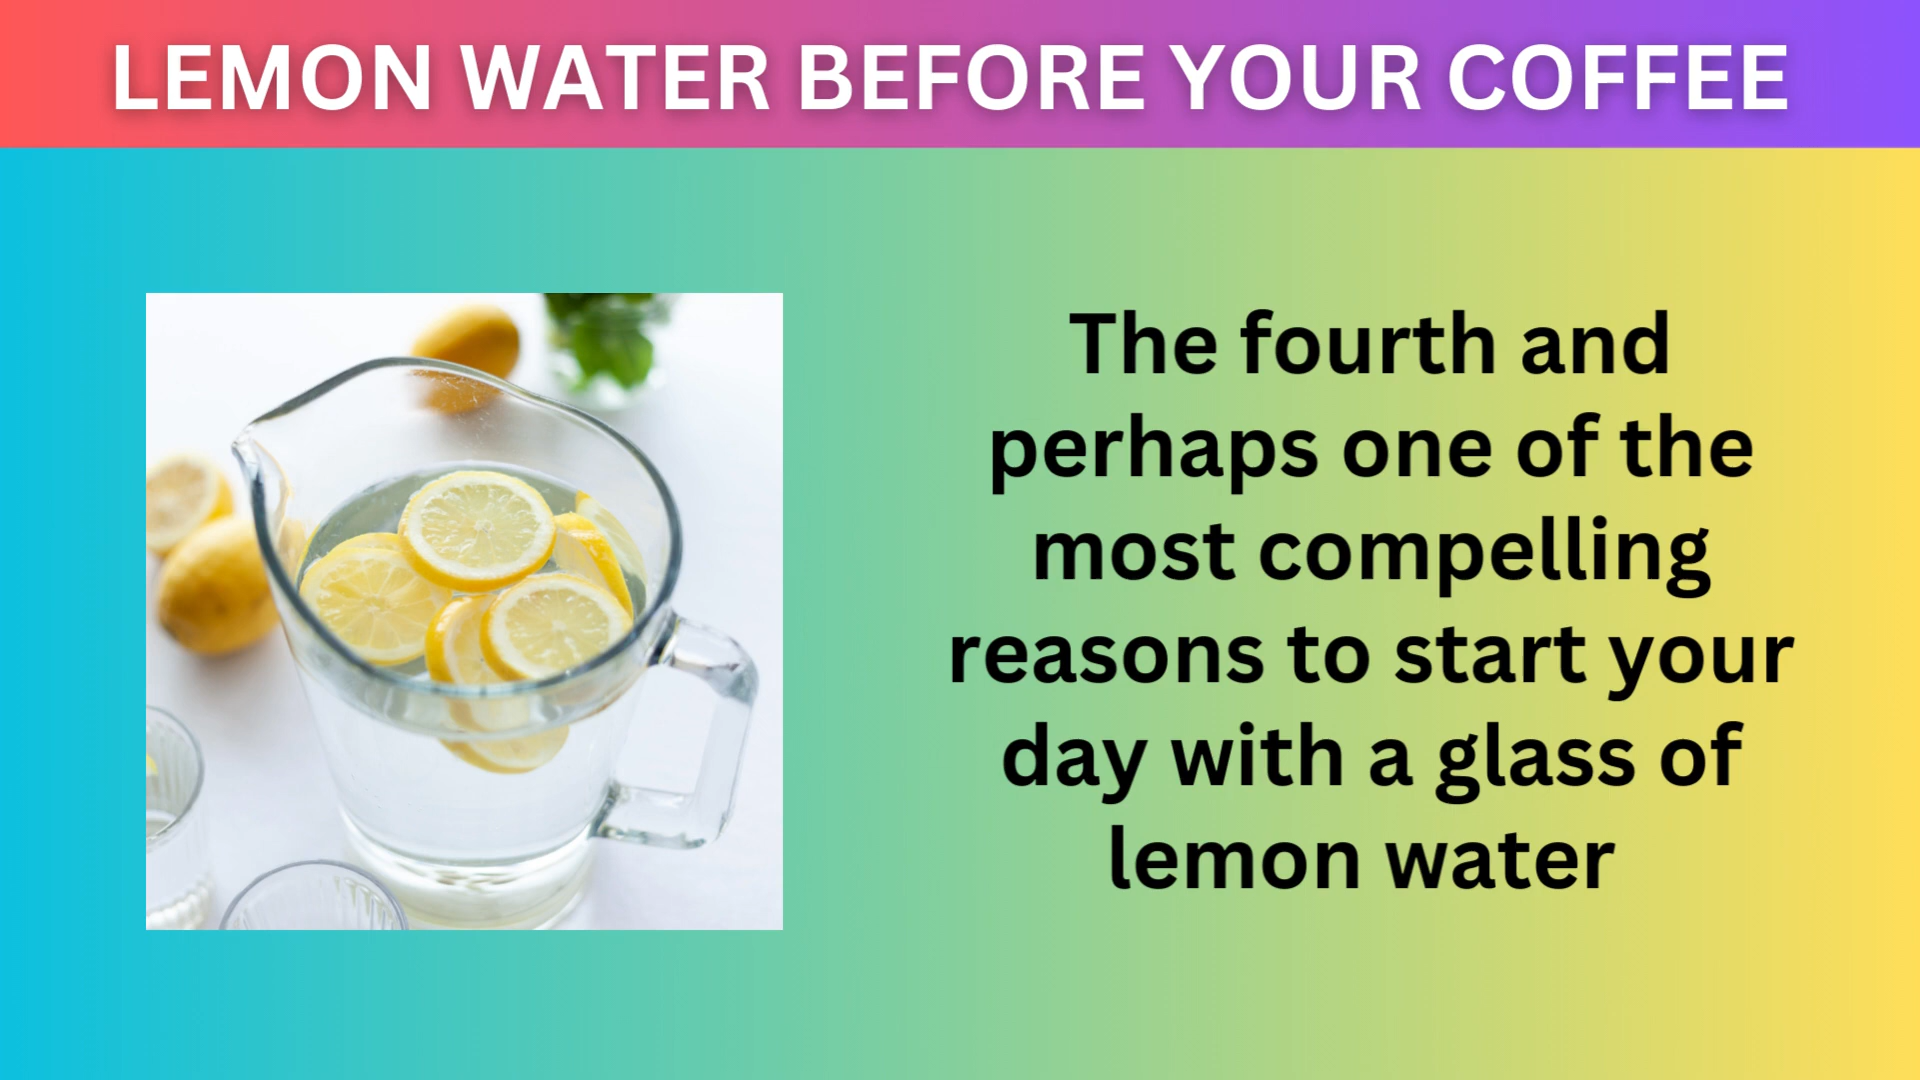 LEMON WATER BEFORE YOUR COFFEE
The fourth and
perhaps one of the
most compelling
reasons to start your
day with a glass of
lemon water